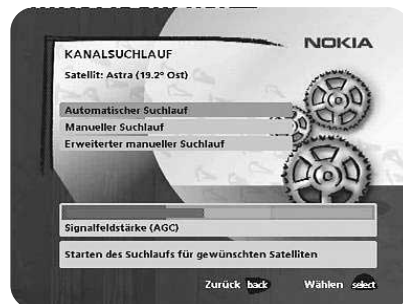 NOKIA
KANALSUCHLAUF
Satellit: Astra (19.2° Ost)
Automatischer Suchlauf
Manueller Suchlauf
Erweiterter manueller Suchlauf
Signalfeldstärke (AGC)
Starten des Suchlaufs für gewünschten Satelliten
Zurück back Wählen select